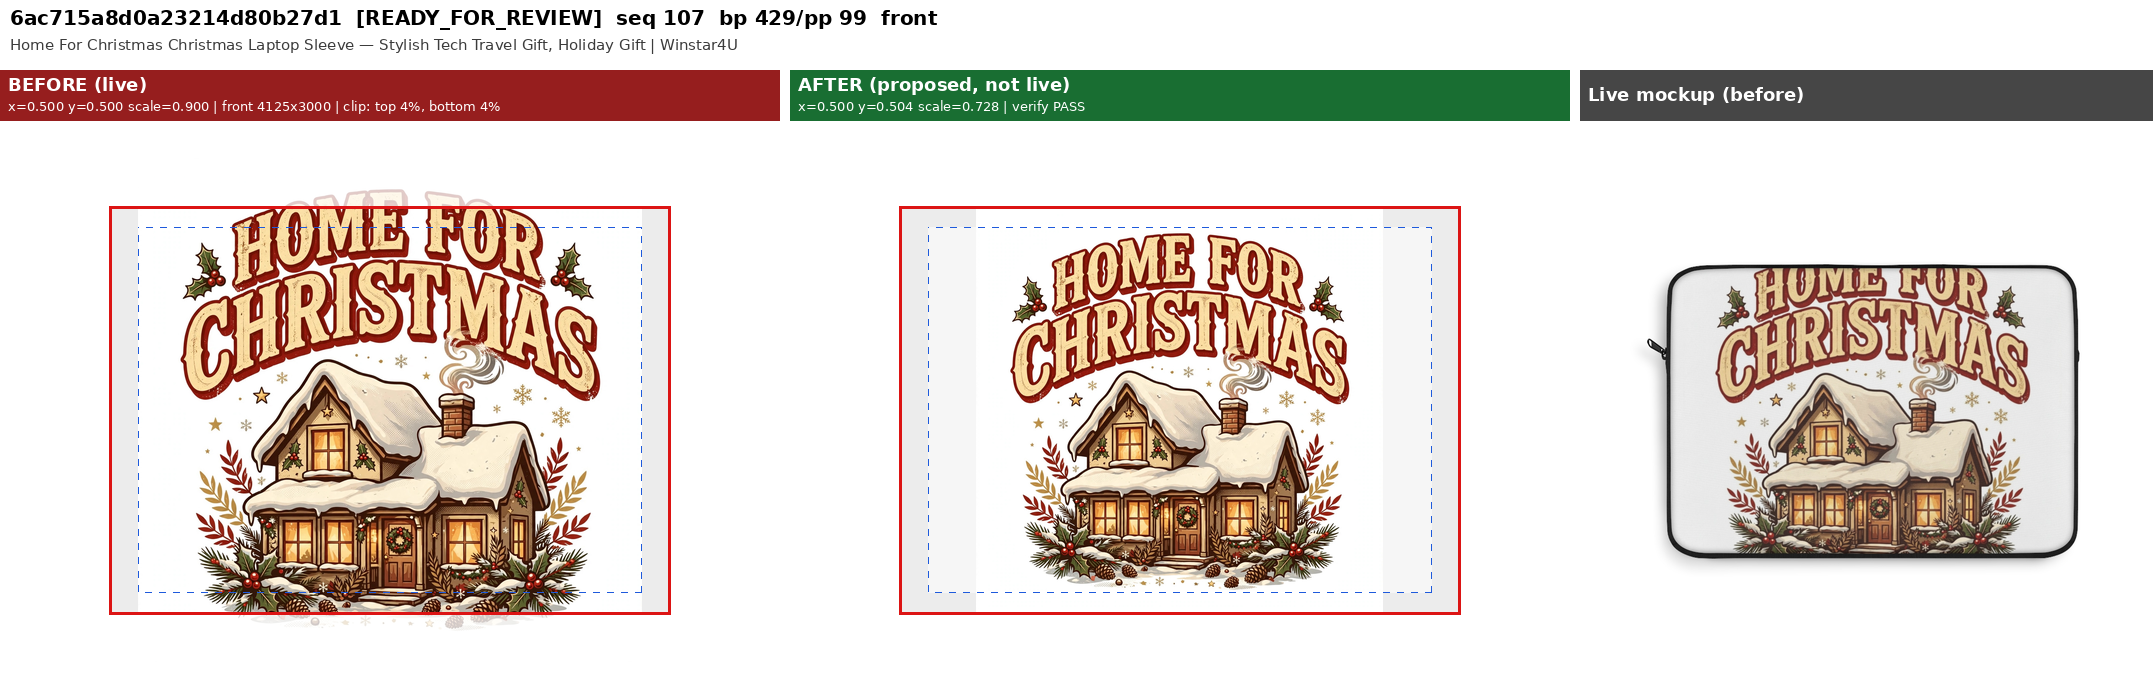 6ac715a8d0a23214d80b27d1 [READY_FOR_REVIEW] seq 107 bp 429/pp 99 front
Home For Christmas Christmas Laptop Sleeve — Stylish Tech Travel Gift, Holiday Gift | Winstar4U
BEFORE (live)
x=0.500 y=0.500 scale=0.900 | front 4125x3000 | clip: top 4%, bottom 4%
AFTER (proposed, not live)
x=0.500 y=0.504 scale=0.728 | verify PASS
Live mockup (before)
HOME FOR
CHRISTMAS
HOME FOR
CHRISTMAS
HOME FOR
CHRISTMAS